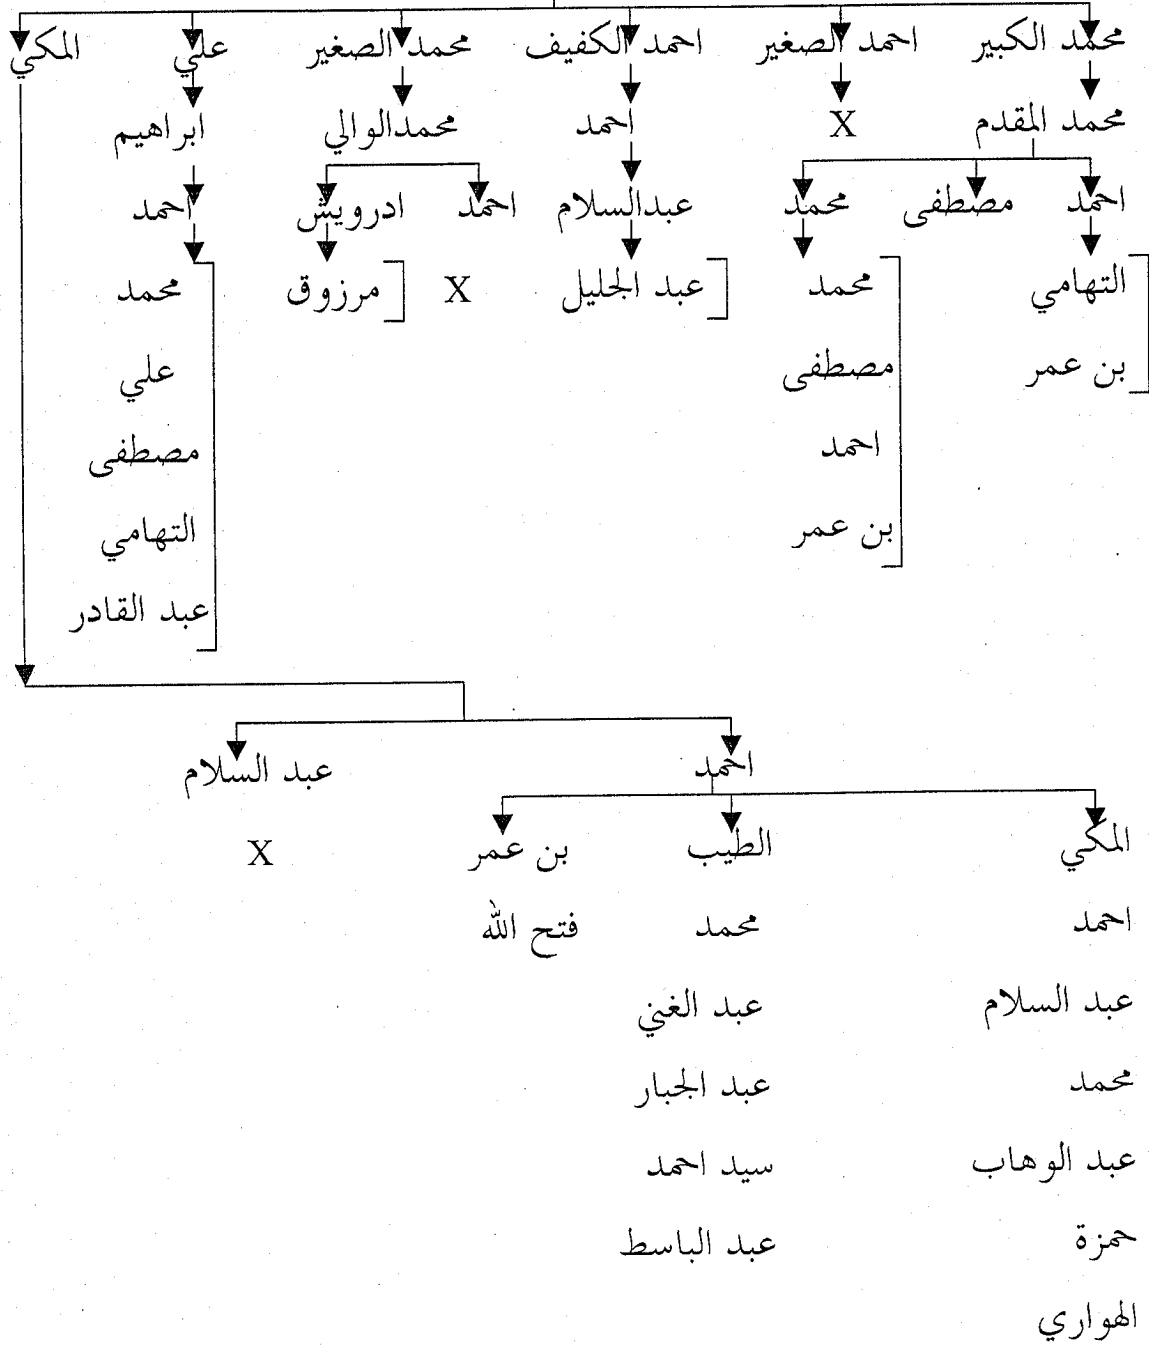 محمد الكبير احمد الصغير احمد الكفيف محمد الصغير علي المكي
محمد المقدم X احمد محمدالوالي ابراهيم
احمد مصطفى محمد عبدالسلام احمد ادرويش احمد
التهامي محمد عبد الجليل X مرزوق محمد
بن عمر مصطفى علي
احمد مصطفى
بن عمر التهامي
عبد القادر
احمد عبد السلام
المكي الطيب بن عمر X
احمد محمد فتح الله
عبد السلام عبد الغني
محمد عبد الجبار
عبد الوهاب سيد احمد
حمزة عبد الباسط
الهواري